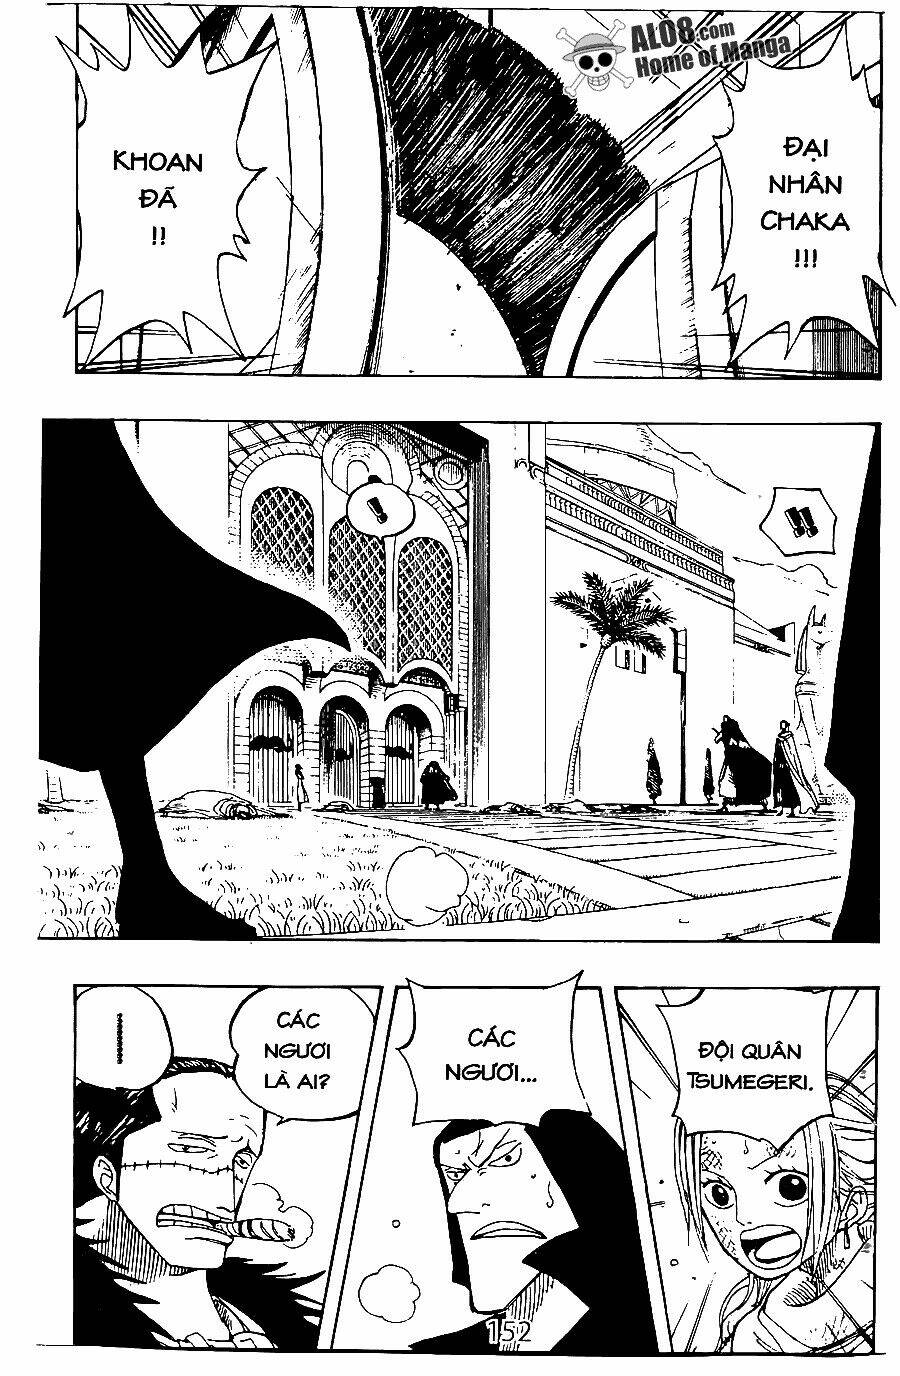 AL08.com
Home of Manga
ĐẠI
NHÂN
CHAKA
!!!
KHOAN
ĐÃ
!!
!!
!!
ĐỘI QUÂN
TSUMEGERI.
CÁC
NGƯƠI...
CÁC
NGƯƠI
LÀ AI?
..........
152